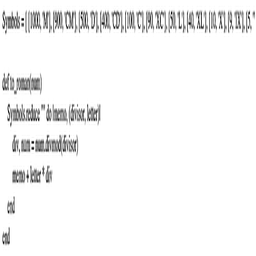 Symbols = [ [1000, 'M'], [900, 'CM'], [500, 'D'], [400, 'CD'], [100, 'C'], [90, 'XC'], [50, 'L'], [40, 'XL'], [10, 'X'], [9, 'IX'], [5, '
def to_roman(num)
Symbols.reduce "" do |memo, (divisor, letter)|
div, num = num.divmod(divisor)
memo + letter * div
end
end